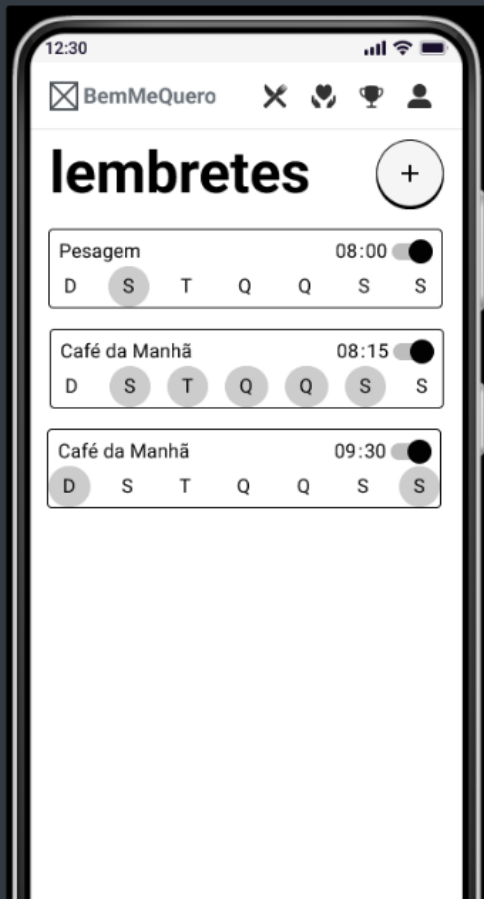 12:30
BemMeQuero
lembretes +
Pesagem 08:00
D S T Q Q S S
Café da Manhã 08:15
D S T Q Q S S
Café da Manhã 09:30
D S T Q Q S S